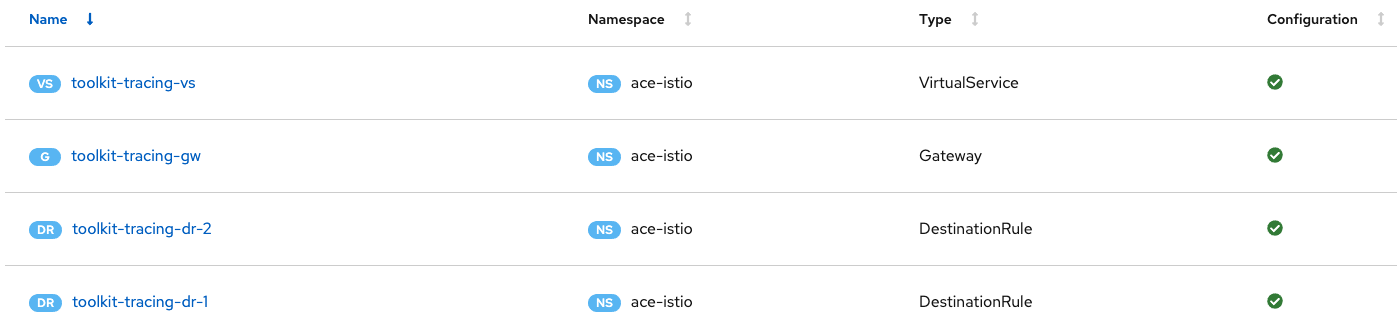 Name Namespace Type Configuration
VS toolkit-tracing-vs NS ace-istio VirtualService
G toolkit-tracing-gw NS ace-istio Gateway
DR toolkit-tracing-dr-2 NS ace-istio DestinationRule
DR toolkit-tracing-dr-1 NS ace-istio DestinationRule